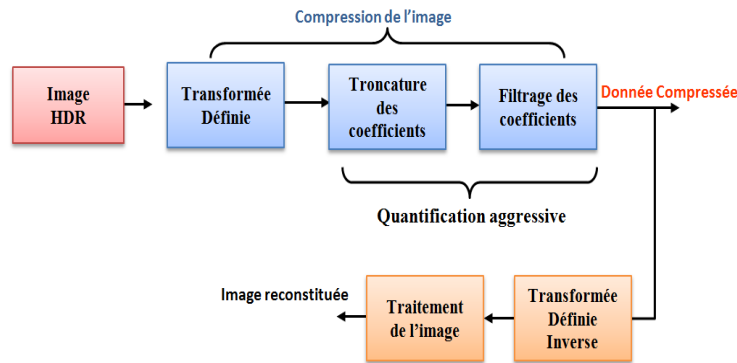 Compression de l'image
Image
HDR
Transformée
Définie
Troncature
des
coefficients
Filtrage des
coefficients
Donnée Compressée
Quantification aggressive
Image reconstituée
Traitement
de l'image
Transformée
Définie
Inverse